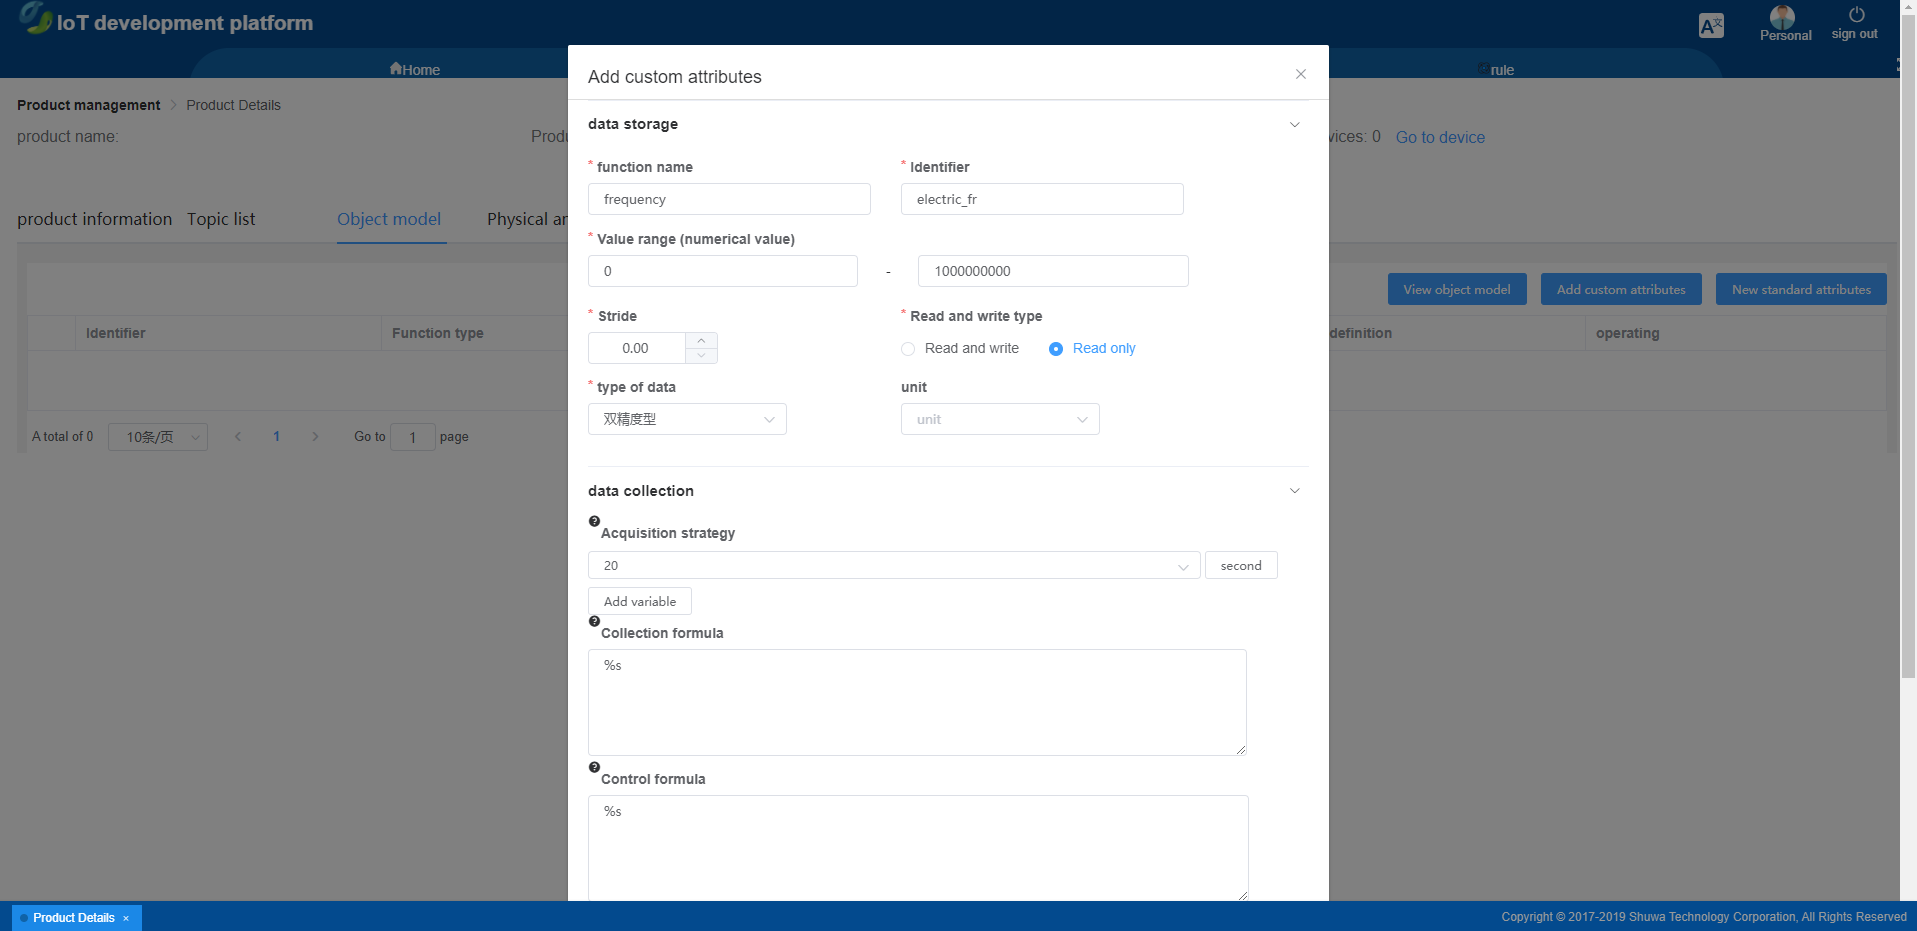 IoT development platform
Personal
sign out
Home
rule
Product management > Product Details
product name:
Produ
vices: 0 Go to device
product information Topic list Object model Physical an
View object model Add custom attributes New standard attributes
Identifier Function type definition operating
A total of 0 10条/页 < 1 > Go to 1 page
Add custom attributes
data storage
* function name * Identifier
frequency electric_fr
* Value range (numerical value)
0 - 1000000000
* Stride * Read and write type
0.00 Read and write Read only
* type of data unit
双精度型 unit
data collection
? Acquisition strategy
20 second
Add variable
? Collection formula
%s
? Control formula
%s
Product Details ×
Copyright © 2017-2019 Shuwa Technology Corporation, All Rights Reserved